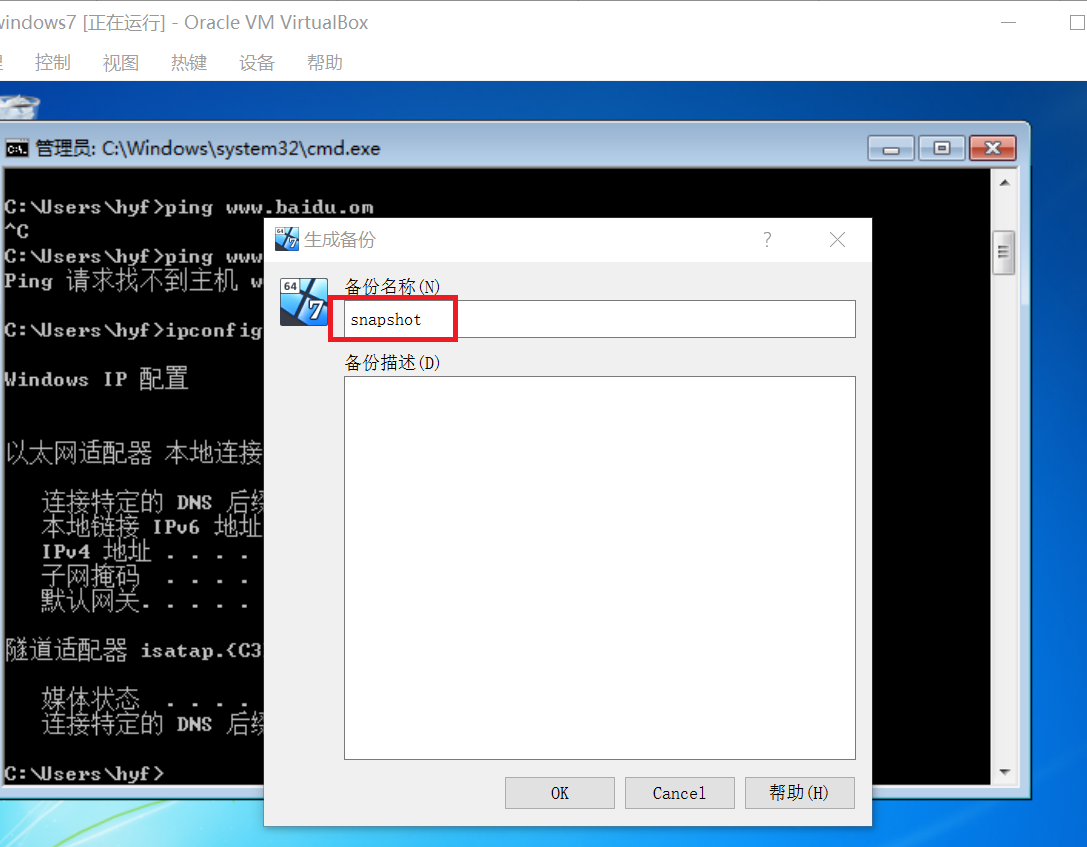 windows7 [正在运行] - Oracle VM VirtualBox
控制 视图 热键 设备 帮助
管理员: C:\Windows\system32\cmd.exe
C:\Users\hyf>ping www.baidu.om
^C
C:\Users\hyf>ping www
Ping 请求找不到主机 w
C:\Users\hyf>ipconfig
Windows IP 配置
以太网适配器 本地连接
连接特定的 DNS 后缀
本地链接 IPv6 地址
IPv4 地址 . . . .
子网掩码 . . . .
默认网关. . . . .
隧道适配器 isatap.{C3
媒体状态 . . . .
连接特定的 DNS 后缀
C:\Users\hyf>
生成备份
备份名称(N)
snapshot
备份描述(D)
OK
Cancel
帮助(H)